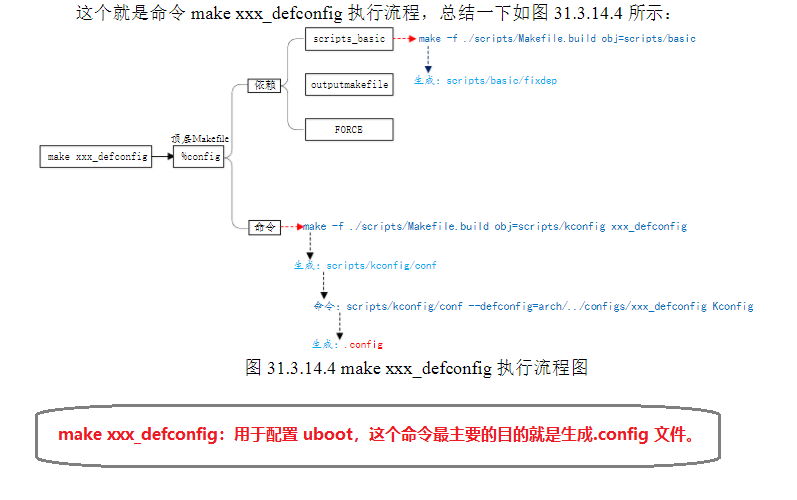 这个就是命令 make xxx_defconfig 执行流程，总结一下如图 31.3.14.4 所示：
scripts_basic
make -f ./scripts/Makefile.build obj=scripts/basic
生成：scripts/basic/fixdep
依赖
outputmakefile
FORCE
顶层Makefile
make xxx_defconfig
%config
命令
make -f ./scripts/Makefile.build obj=scripts/kconfig xxx_defconfig
生成：scripts/kconfig/conf
命令：scripts/kconfig/conf --defconfig=arch/../configs/xxx_defconfig Kconfig
生成：.config
图 31.3.14.4 make xxx_defconfig 执行流程图
make xxx_defconfig：用于配置 uboot，这个命令最主要的目的就是生成.config 文件。